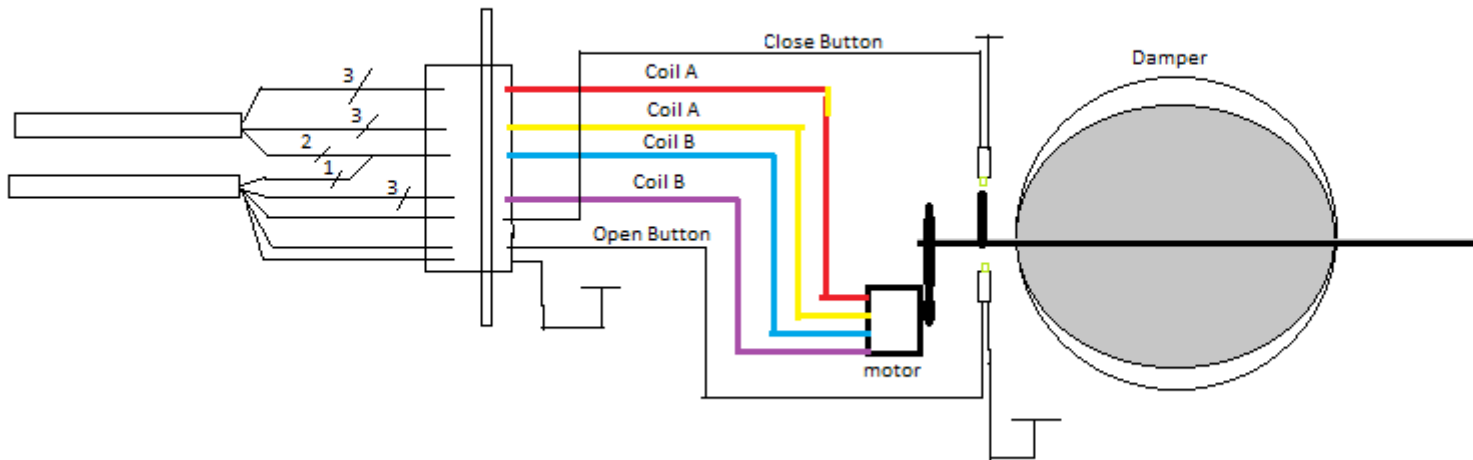 Close Button
Damper
3
Coil A
3
Coil A
2
Coil B
1
3
Coil B
Open Button
motor